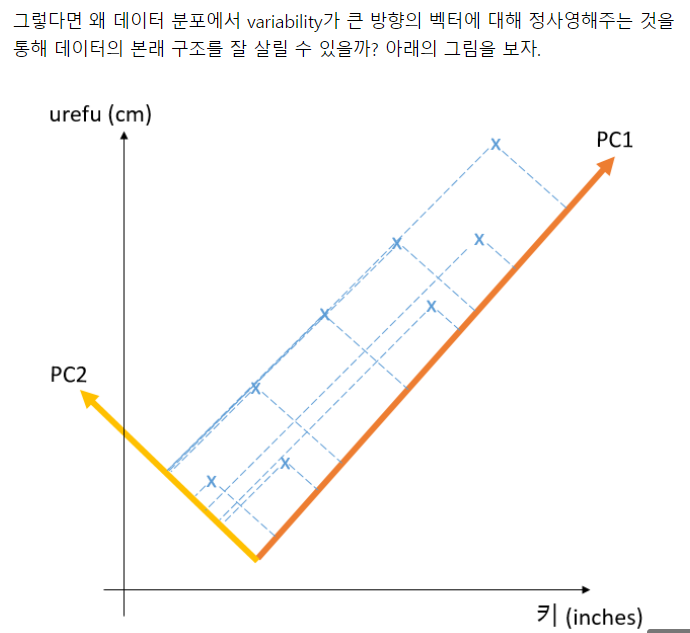 그렇다면 왜 데이터 분포에서 variability가 큰 방향의 벡터에 대해 정사영해주는 것을
통해 데이터의 본래 구조를 잘 살릴 수 있을까? 아래의 그림을 보자.
urefu (cm)
PC1
PC2
키 (inches)